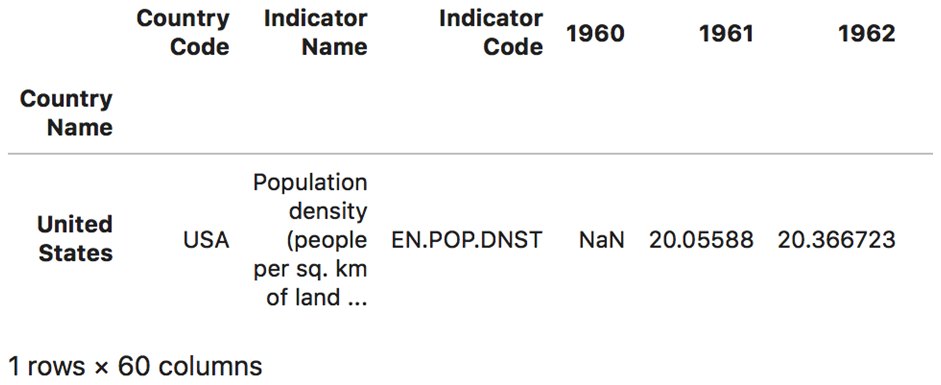 Country Code Indicator Name Indicator Code 1960 1961 1962
Country Name
United States USA Population density (people per sq. km of land ... EN.POP.DNST NaN 20.05588 20.366723
1 rows × 60 columns